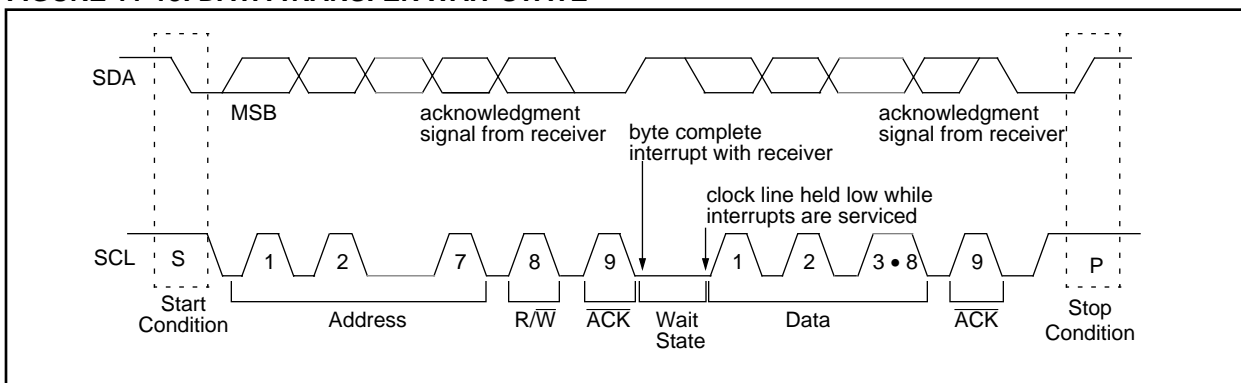 SDA
MSB
acknowledgment
signal from receiver
byte complete
interrupt with receiver
acknowledgment
signal from receiver
clock line held low while
interrupts are serviced
SCL
S
1
2
7
8
9
1
2
3 • 8
9
P
Start
Condition
Address
R/W̅
A̅C̅K̅
Wait
State
Data
A̅C̅K̅
Stop
Condition